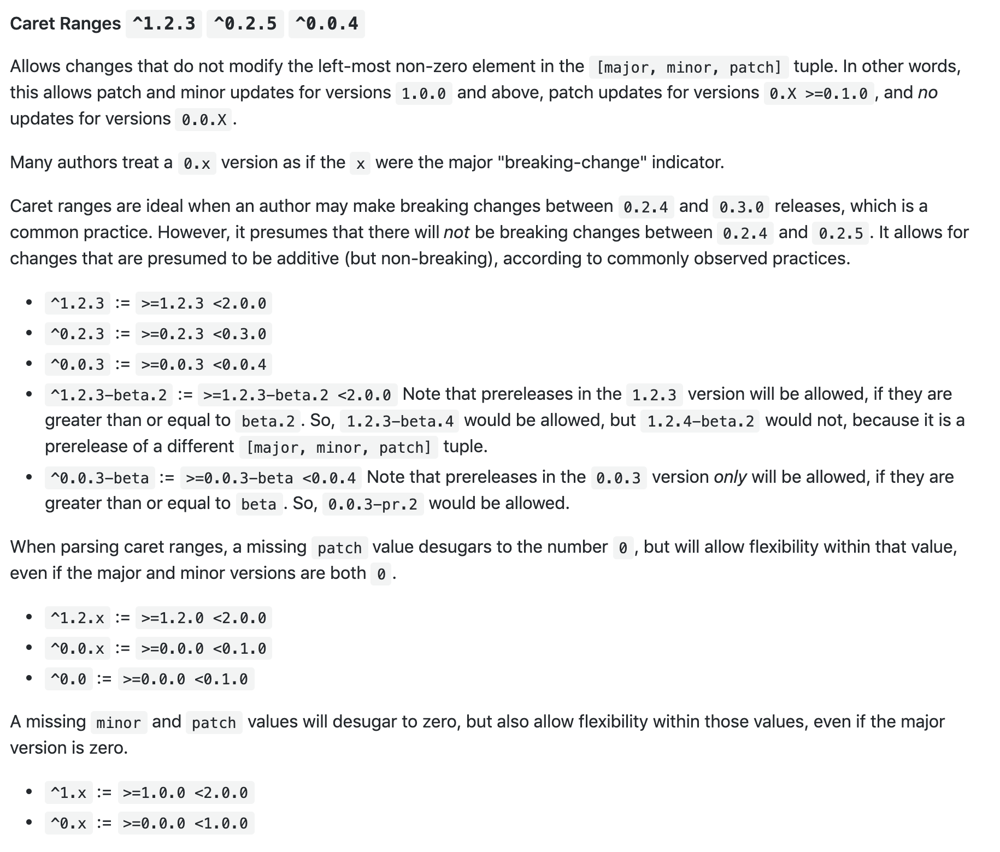 Caret Ranges ^1.2.3 ^0.2.5 ^0.0.4
Allows changes that do not modify the left-most non-zero element in the [major, minor, patch] tuple. In other words,
this allows patch and minor updates for versions 1.0.0 and above, patch updates for versions 0.X >=0.1.0 , and no
updates for versions 0.0.X .
Many authors treat a 0.x version as if the x were the major "breaking-change" indicator.
Caret ranges are ideal when an author may make breaking changes between 0.2.4 and 0.3.0 releases, which is a
common practice. However, it presumes that there will not be breaking changes between 0.2.4 and 0.2.5 . It allows for
changes that are presumed to be additive (but non-breaking), according to commonly observed practices.
• ^1.2.3 := >=1.2.3 <2.0.0
• ^0.2.3 := >=0.2.3 <0.3.0
• ^0.0.3 := >=0.0.3 <0.0.4
• ^1.2.3-beta.2 := >=1.2.3-beta.2 <2.0.0 Note that prereleases in the 1.2.3 version will be allowed, if they are
greater than or equal to beta.2 . So, 1.2.3-beta.4 would be allowed, but 1.2.4-beta.2 would not, because it is a
prerelease of a different [major, minor, patch] tuple.
• ^0.0.3-beta := >=0.0.3-beta <0.0.4 Note that prereleases in the 0.0.3 version only will be allowed, if they are
greater than or equal to beta . So, 0.0.3-pr.2 would be allowed.
When parsing caret ranges, a missing patch value desugars to the number 0 , but will allow flexibility within that value,
even if the major and minor versions are both 0 .
• ^1.2.x := >=1.2.0 <2.0.0
• ^0.0.x := >=0.0.0 <0.1.0
• ^0.0 := >=0.0.0 <0.1.0
A missing minor and patch values will desugar to zero, but also allow flexibility within those values, even if the major
version is zero.
• ^1.x := >=1.0.0 <2.0.0
• ^0.x := >=0.0.0 <1.0.0